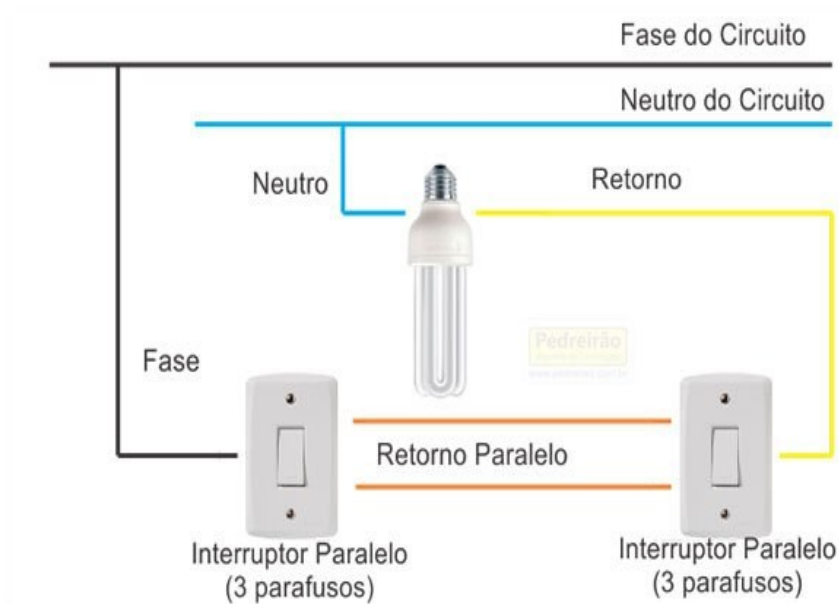 Fase do Circuito
Neutro do Circuito
Neutro
Retorno
Pedreirão
Fase
Retorno Paralelo
Interruptor Paralelo
(3 parafusos)
Interruptor Paralelo
(3 parafusos)